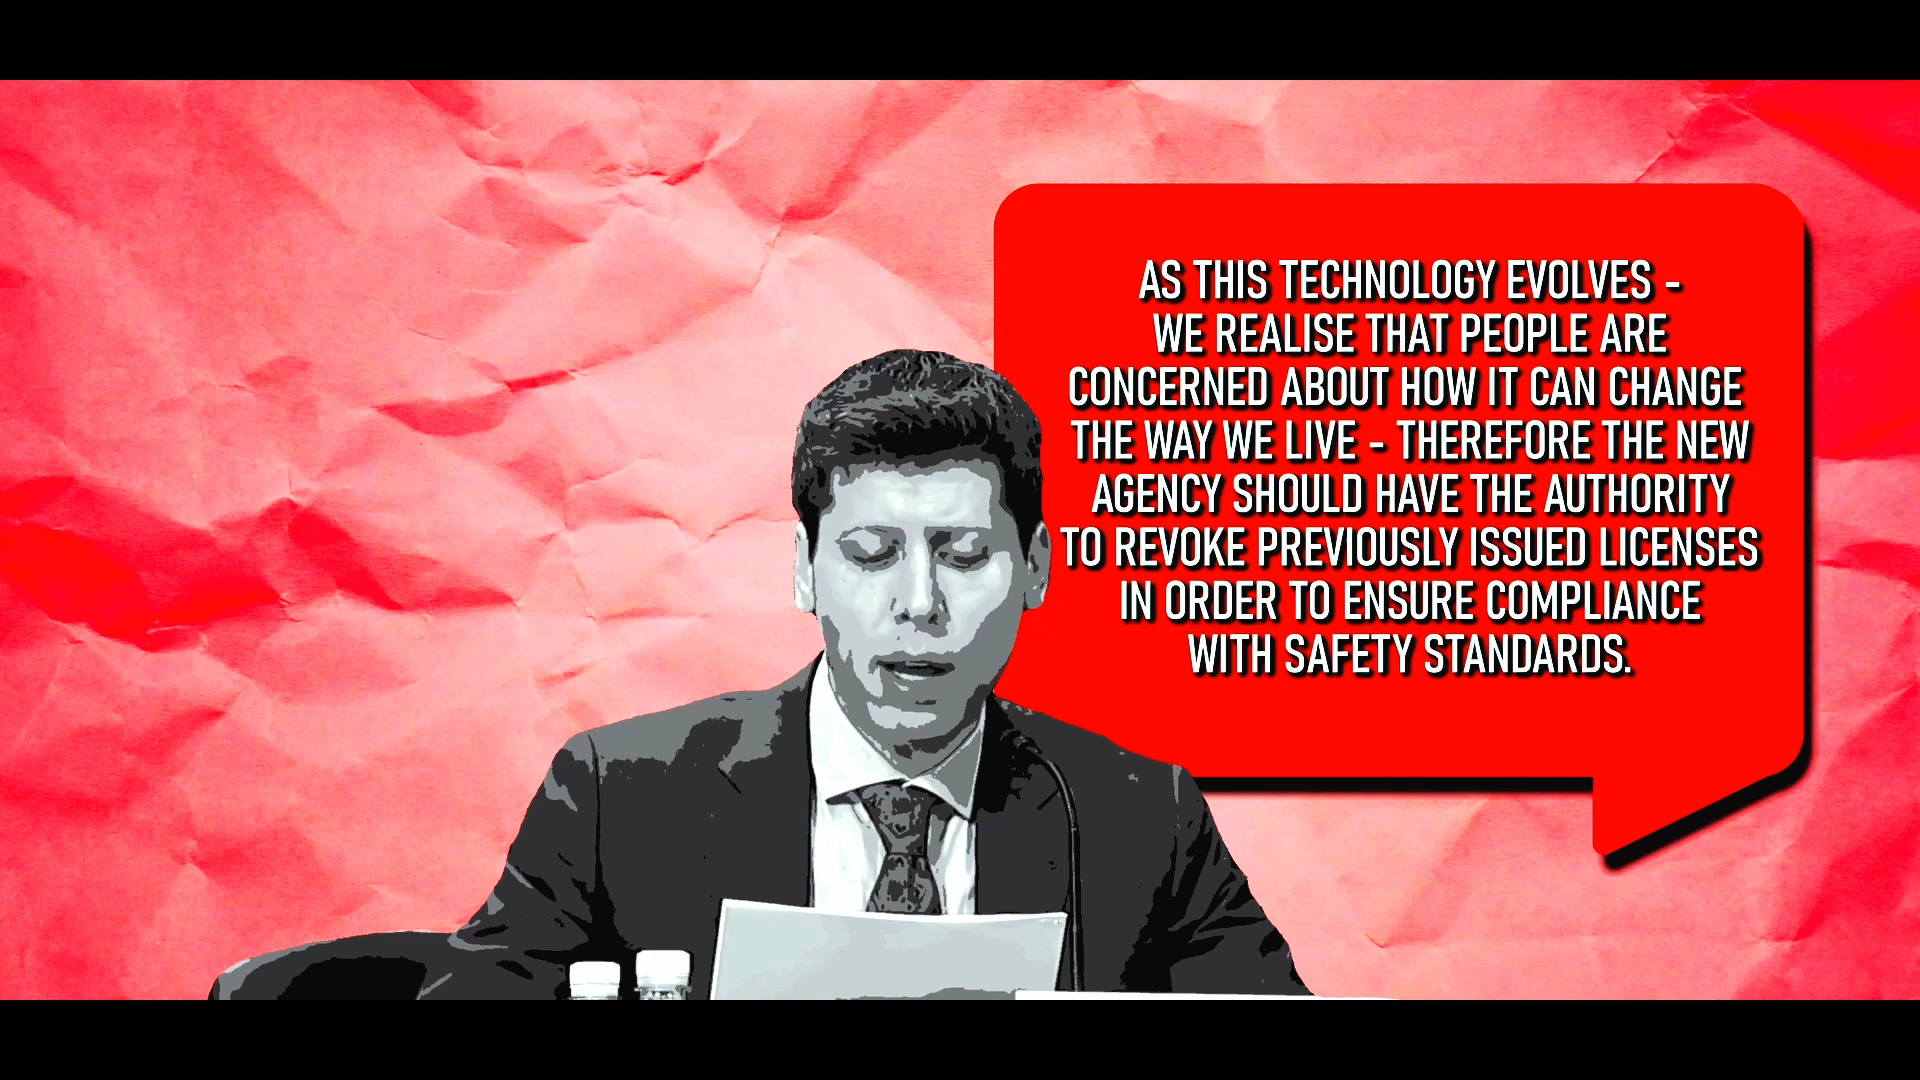 AS THIS TECHNOLOGY EVOLVES -
WE REALISE THAT PEOPLE ARE
CONCERNED ABOUT HOW IT CAN CHANGE
THE WAY WE LIVE - THEREFORE THE NEW
AGENCY SHOULD HAVE THE AUTHORITY
TO REVOKE PREVIOUSLY ISSUED LICENSES
IN ORDER TO ENSURE COMPLIANCE
WITH SAFETY STANDARDS.